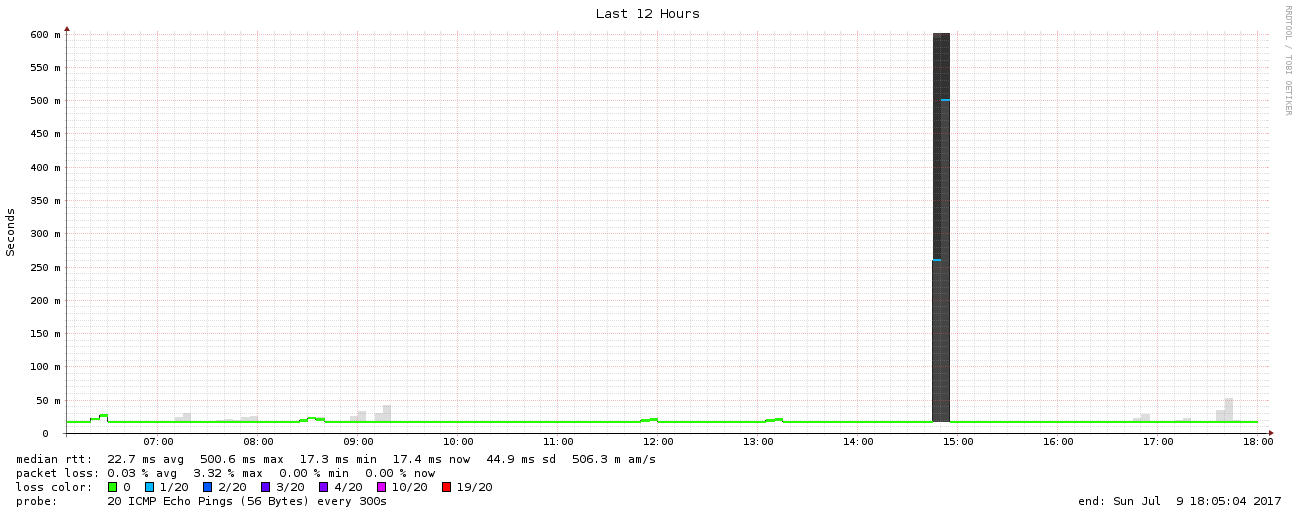 Last 12 Hours
RRDTOOL / TOBI OETIKER
Seconds
600 m
550 m
500 m
450 m
400 m
350 m
300 m
250 m
200 m
150 m
100 m
50 m
0
07:00 08:00 09:00 10:00 11:00 12:00 13:00 14:00 15:00 16:00 17:00 18:00
median rtt: 22.7 ms avg 500.6 ms max 17.3 ms min 17.4 ms now 44.9 ms sd 506.3 m am/s
packet loss: 0.03 % avg 3.32 % max 0.00 % min 0.00 % now
loss color: 0 1/20 2/20 3/20 4/20 10/20 19/20
probe: 20 ICMP Echo Pings (56 Bytes) every 300s end: Sun Jul 9 18:05:04 2017